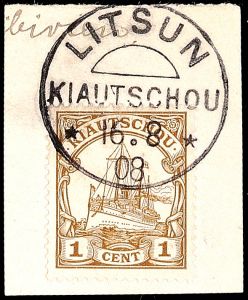 LITSUN
KIAUTSCHOU
* 16. 8 *
08
KIAUTSCHOU
1 CENT 1